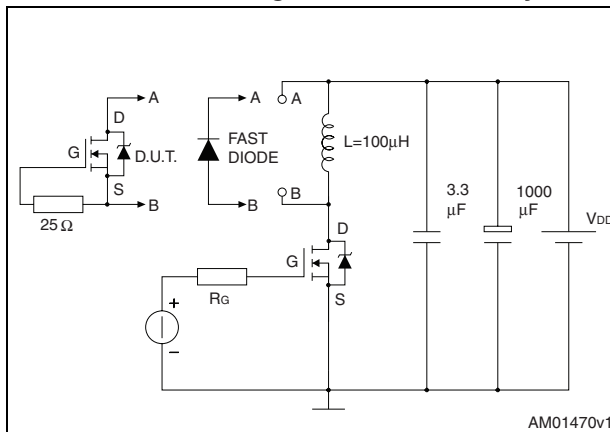 A
A
A
D
FAST
DIODE
L=100μH
G
D.U.T.
S
B
B
B
25 Ω
3.3
μF
1000
μF
VDD
D
G
RG
S
+
–
AM01470v1